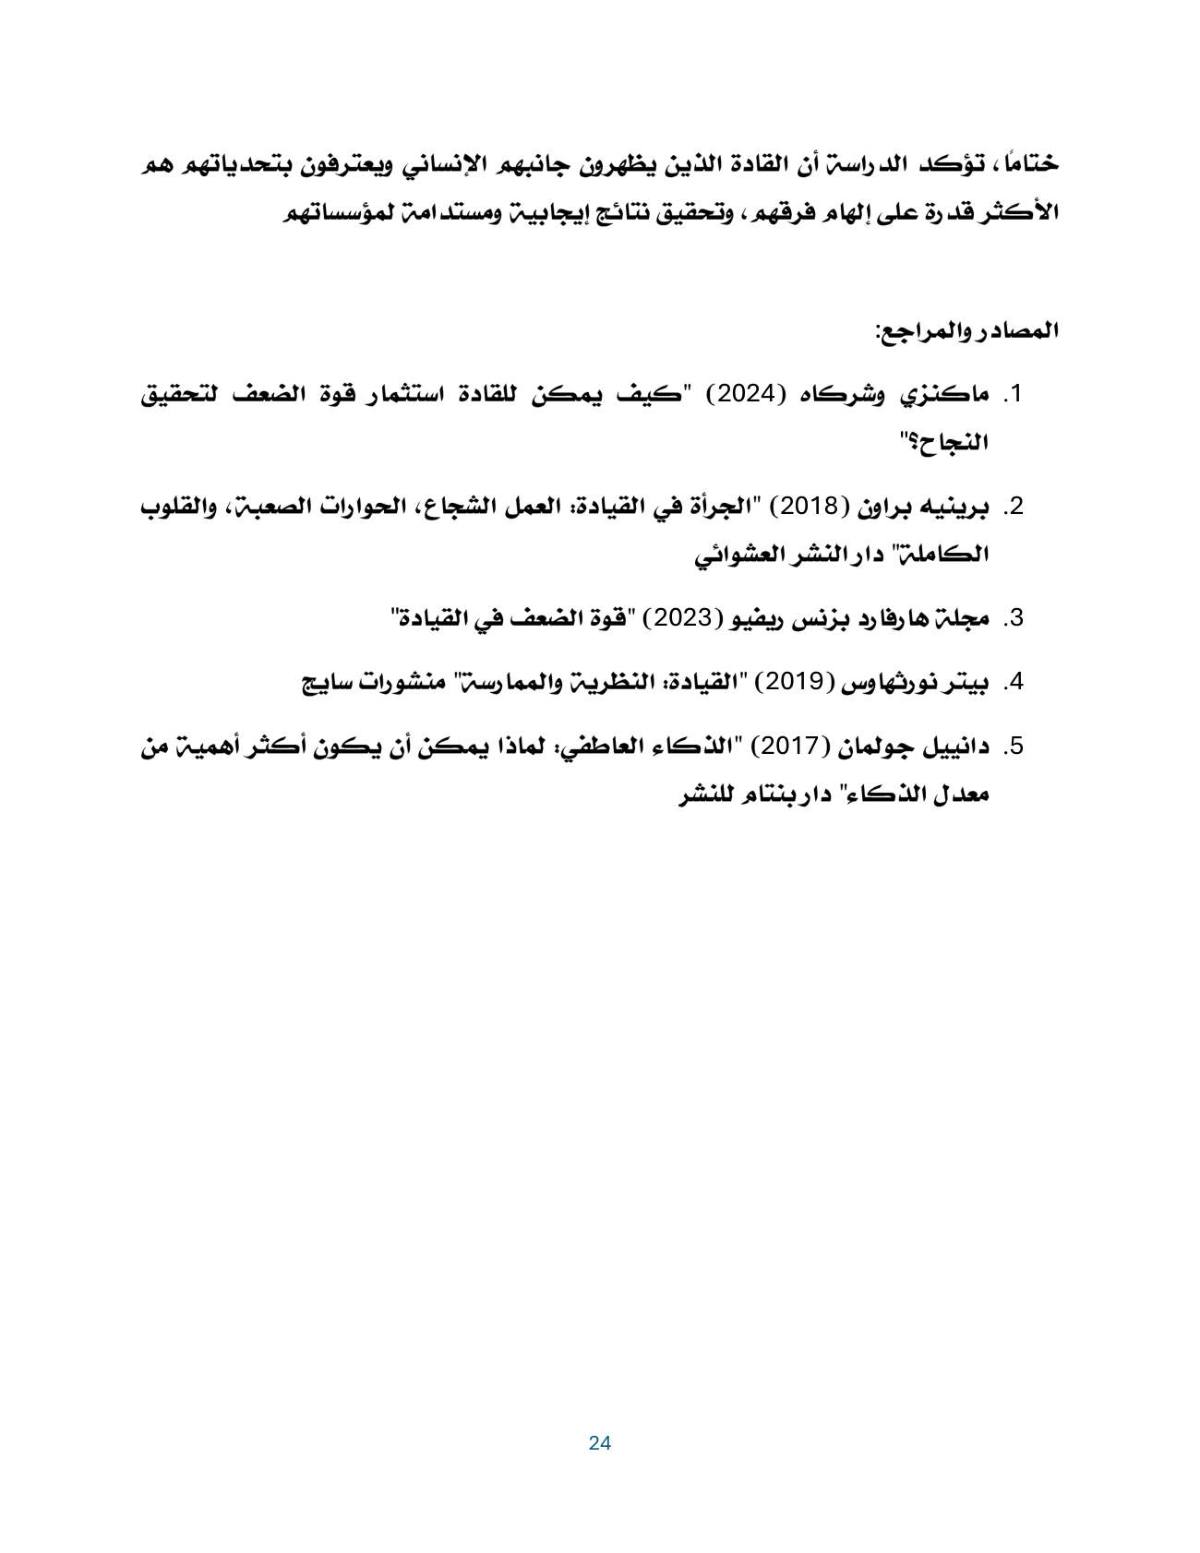 ختامًا، تؤكد الدراسة أن القادة الذين يظهرون جانبهم الإنساني ويعترفون بتحدياتهم هم
الأكثر قدرة على إلهام فرقهم، وتحقيق نتائج إيجابية ومستدامة لمؤسساتهم
المصادر والمراجع:
1. ماكنزي وشركاه (2024) "كيف يمكن للقادة استثمار قوة الضعف لتحقيق
النجاح؟"
2. برينيه براون (2018) "الجرأة في القيادة: العمل الشجاع، الحوارات الصعبة، والقلوب
الكاملة" دار النشر العشوائي
3. مجلة هارفارد بزنس ريفيو (2023) "قوة الضعف في القيادة"
4. بيتر نورثهاوس (2019) "القيادة: النظرية والممارسة" منشورات سايج
5. دانييل جولمان (2017) "الذكاء العاطفي: لماذا يمكن أن يكون أكثر أهمية من
معدل الذكاء" دار بنتام للنشر
24